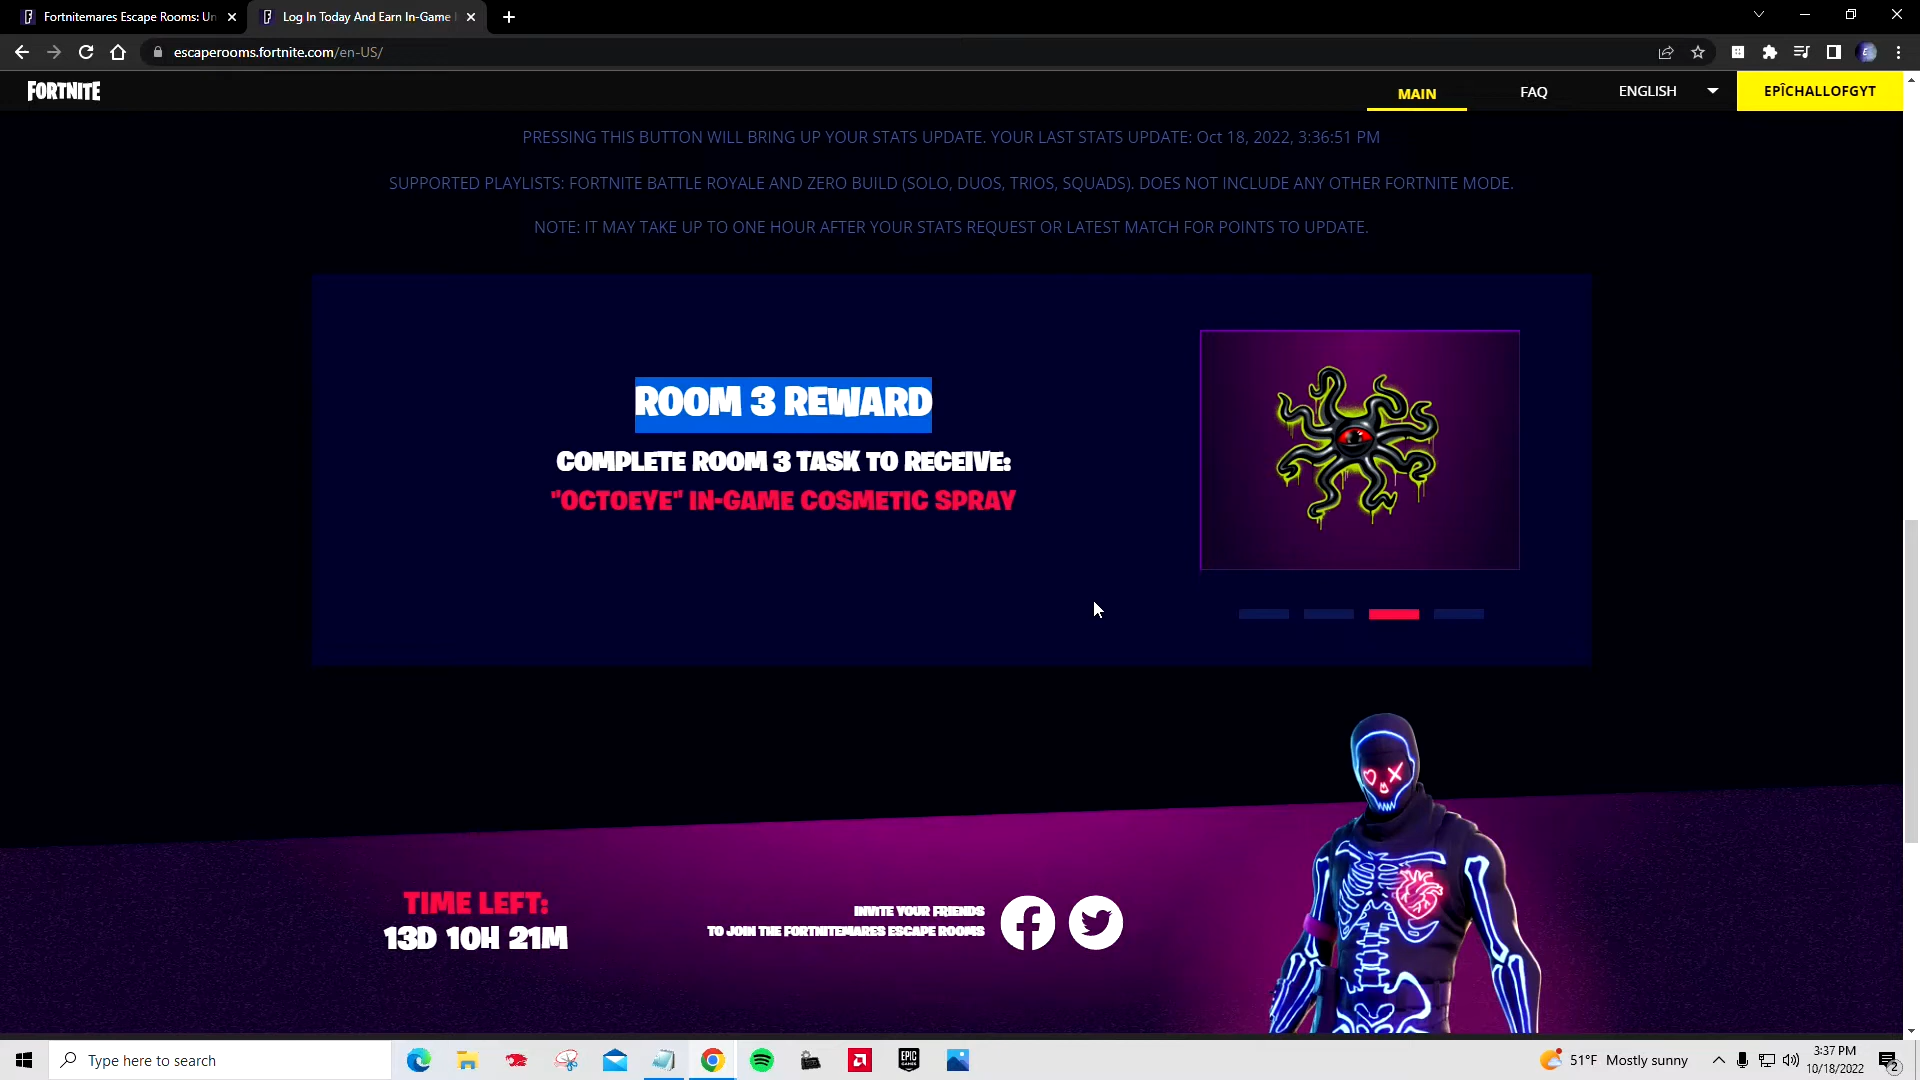 Fortnitemares Escape Rooms: Un
Log In Today And Earn In-Game
escaperooms.fortnite.com/en-US/
FORTNITE
MAIN
FAQ
ENGLISH
EPÎCHALLOFGYT
PRESSING THIS BUTTON WILL BRING UP YOUR STATS UPDATE. YOUR LAST STATS UPDATE: Oct 18, 2022, 3:36:51 PM
SUPPORTED PLAYLISTS: FORTNITE BATTLE ROYALE AND ZERO BUILD (SOLO, DUOS, TRIOS, SQUADS). DOES NOT INCLUDE ANY OTHER FORTNITE MODE.
NOTE: IT MAY TAKE UP TO ONE HOUR AFTER YOUR STATS REQUEST OR LATEST MATCH FOR POINTS TO UPDATE.
ROOM 3 REWARD
COMPLETE ROOM 3 TASK TO RECEIVE:
"OCTOEYE" IN-GAME COSMETIC SPRAY
TIME LEFT:
13D 10H 21M
INVITE YOUR FRIENDS
TO JOIN THE FORTNITEMARES ESCAPE ROOMS
Type here to search
EPIC
GAMES
51°F Mostly sunny
3:37 PM
10/18/2022
2